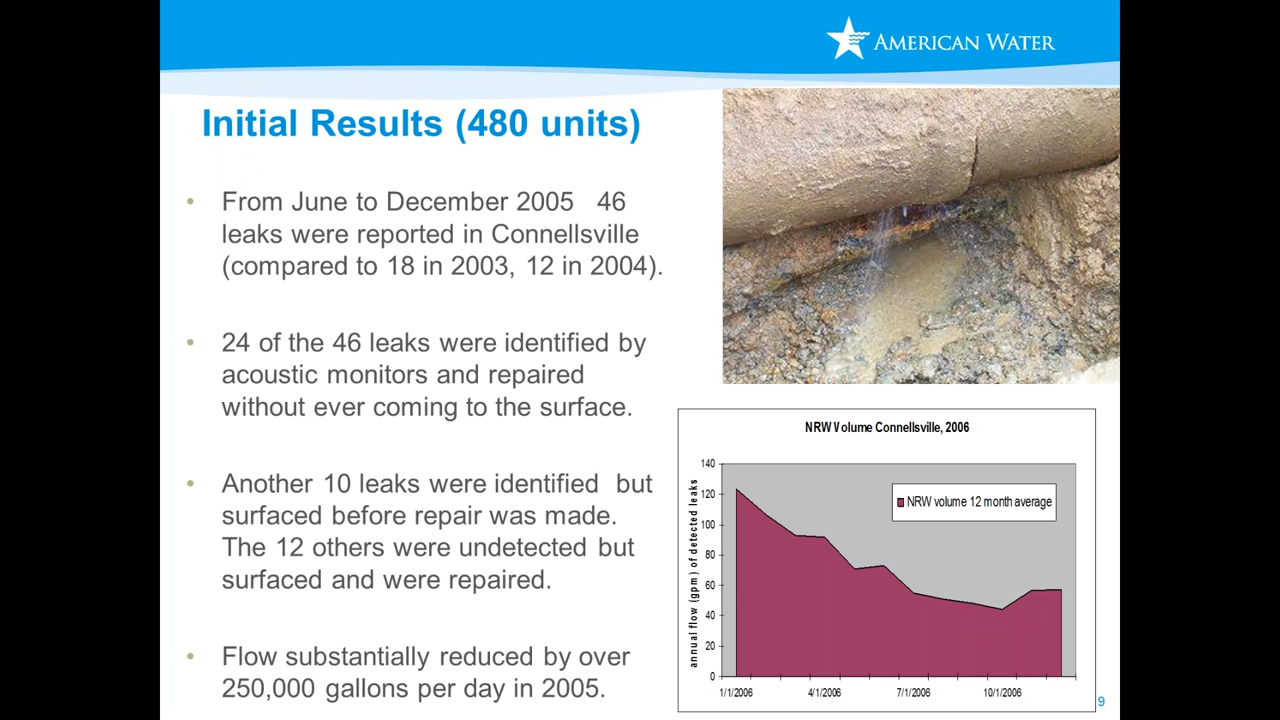 AMERICAN WATER
Initial Results (480 units)
• From June to December 2005 46
leaks were reported in Connellsville
(compared to 18 in 2003, 12 in 2004).
• 24 of the 46 leaks were identified by
acoustic monitors and repaired
without ever coming to the surface.
• Another 10 leaks were identified but
surfaced before repair was made.
The 12 others were undetected but
surfaced and were repaired.
• Flow substantially reduced by over
250,000 gallons per day in 2005.
NRW Volume Connellsville, 2006
annual flow (gpm) of detected leaks
140
120
100
80
60
40
20
0
NRW volume 12 month average
1/1/2006 4/1/2006 7/1/2006 10/1/2006
9